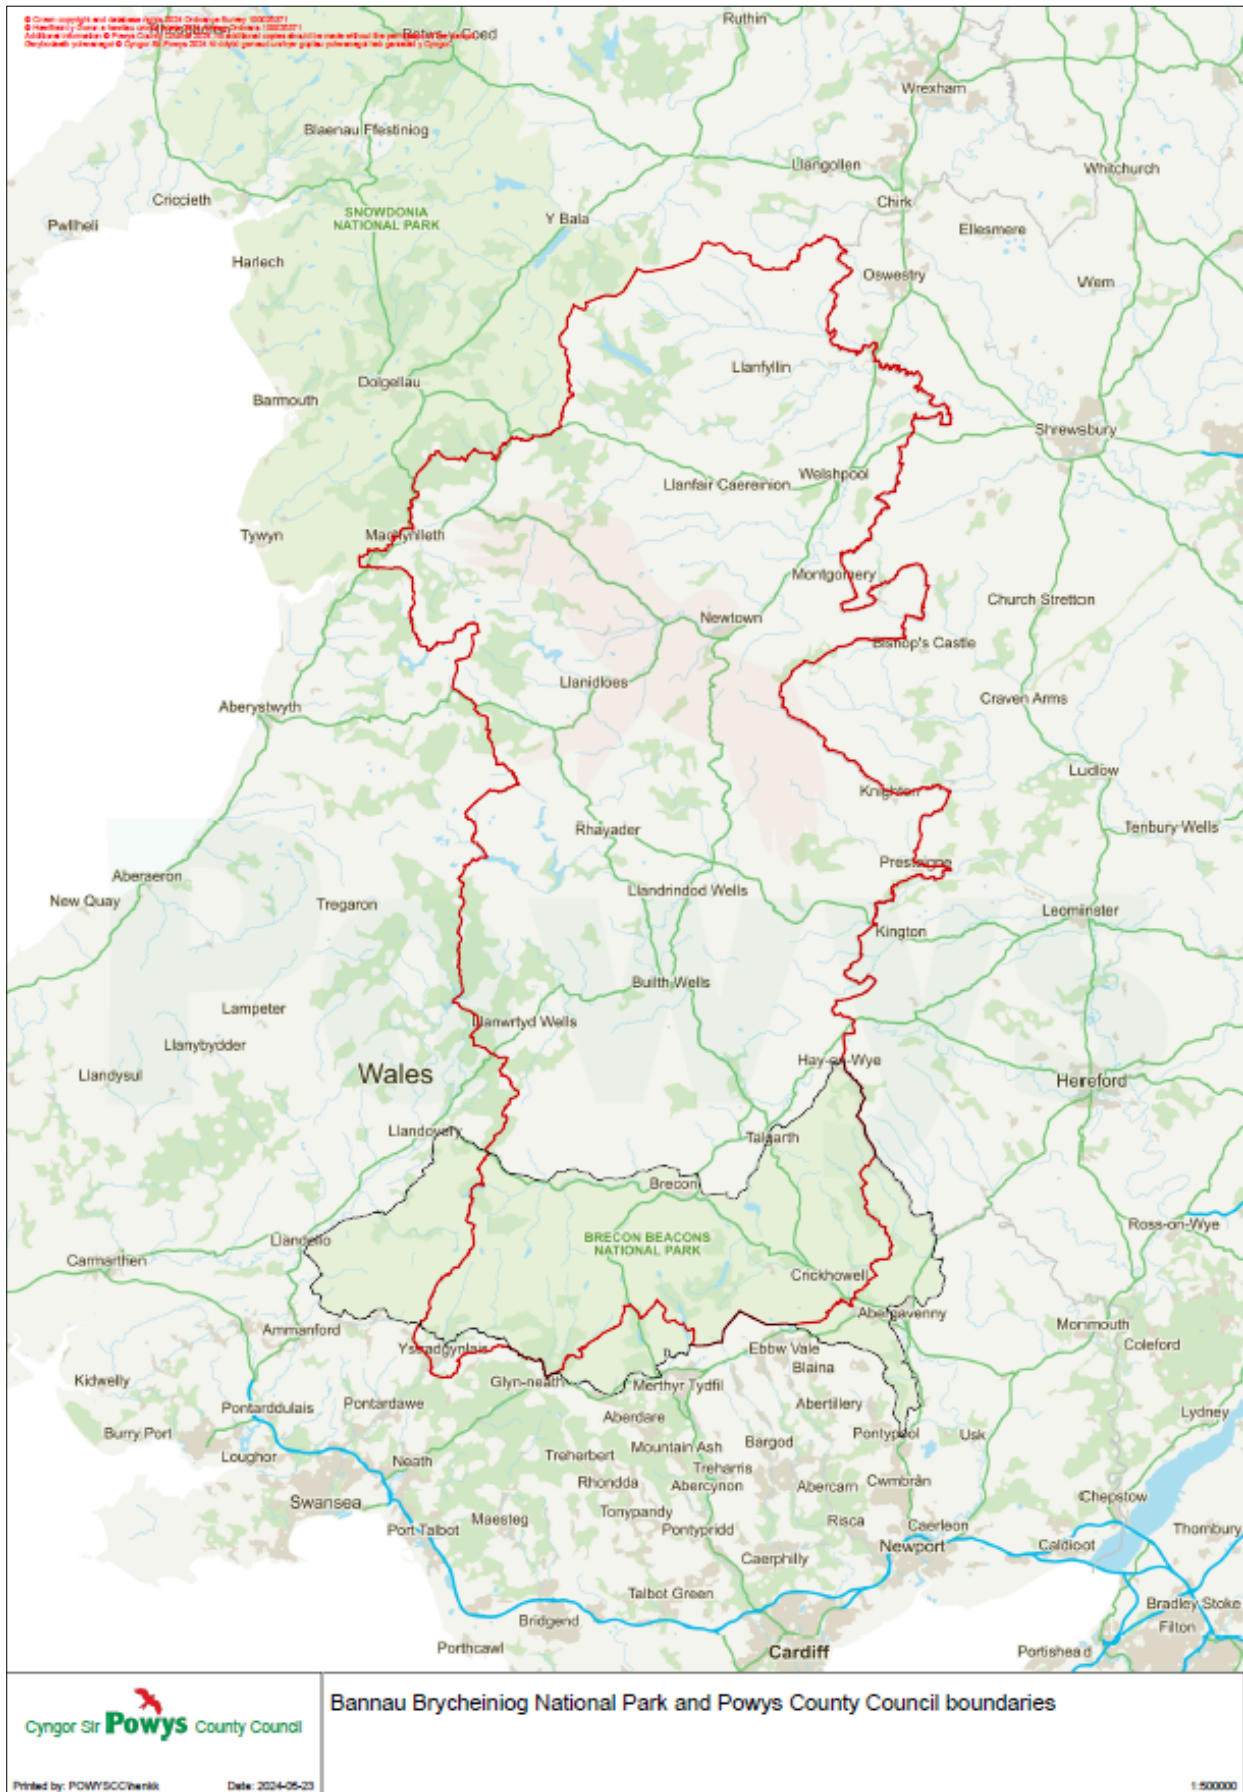 Ruthin
Betws-y-Coed
Wrexham
Blaenau Ffestiniog
Llangollen
Whitchurch
Criccieth
Chirk
Pwllheli
SNOWDONIA
NATIONAL PARK
Y Bala
Ellesmere
Harlech
Oswestry
Wem
Llanfyllin
Dolgellau
Barmouth
Shrewsbury
Llanfair Caereinion
Welshpool
Tywyn
Machynlleth
Montgomery
Church Stretton
Newtown
Bishop's Castle
Llanidloes
Craven Arms
Aberystwyth
Ludlow
Knighton
Rhayader
Tenbury Wells
Presteigne
Aberaeron
Llandrindod Wells
New Quay
Tregaron
Leominster
Kington
Builth Wells
Lampeter
Llanwrtyd Wells
Llanybydder
Hay-on-Wye
Llandysul
Wales
Hereford
Llandovery
Talgarth
Brecon
Ross-on-Wye
Llandeilo
BRECON BEACONS
NATIONAL PARK
Carmarthen
Crickhowell
Abergavenny
Ammanford
Monmouth
Coleford
Ystradgynlais
Ebbw Vale
Blaina
Kidwelly
Glyn-neath
Merthyr Tydfil
Pontarddulais
Pontardawe
Abertillery
Lydney
Aberdare
Burry Port
Pontypool
Usk
Loughor
Neath
Treherbert
Mountain Ash
Bargod
Treharris
Rhondda
Abercynon
Abercarn
Cwmbrân
Swansea
Chepstow
Maesteg
Tonypandy
Risca
Port Talbot
Pontypridd
Caerleon
Thornbury
Newport
Caldicot
Caerphilly
Talbot Green
Bradley Stoke
Bridgend
Filton
Porthcawl
Cardiff
Portishead
Powys
Bannau Brycheiniog National Park and Powys County Council boundaries
Cyngor Sir Powys County Council
Printed by: POWYSCC\henkk
Date: 2024-05-23
1:500000